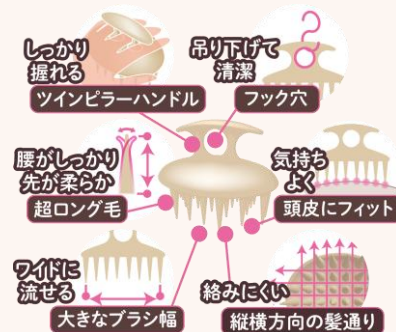 しっかり
握れる
ツインピラーハンドル
吊り下げて
清潔
フック穴
腰がしっかり
先が柔らか
超ロング毛
気持ち
よく
頭皮にフィット
ワイドに
流せる
大きなブラシ幅
絡みにくい
縦横方向の髪通り